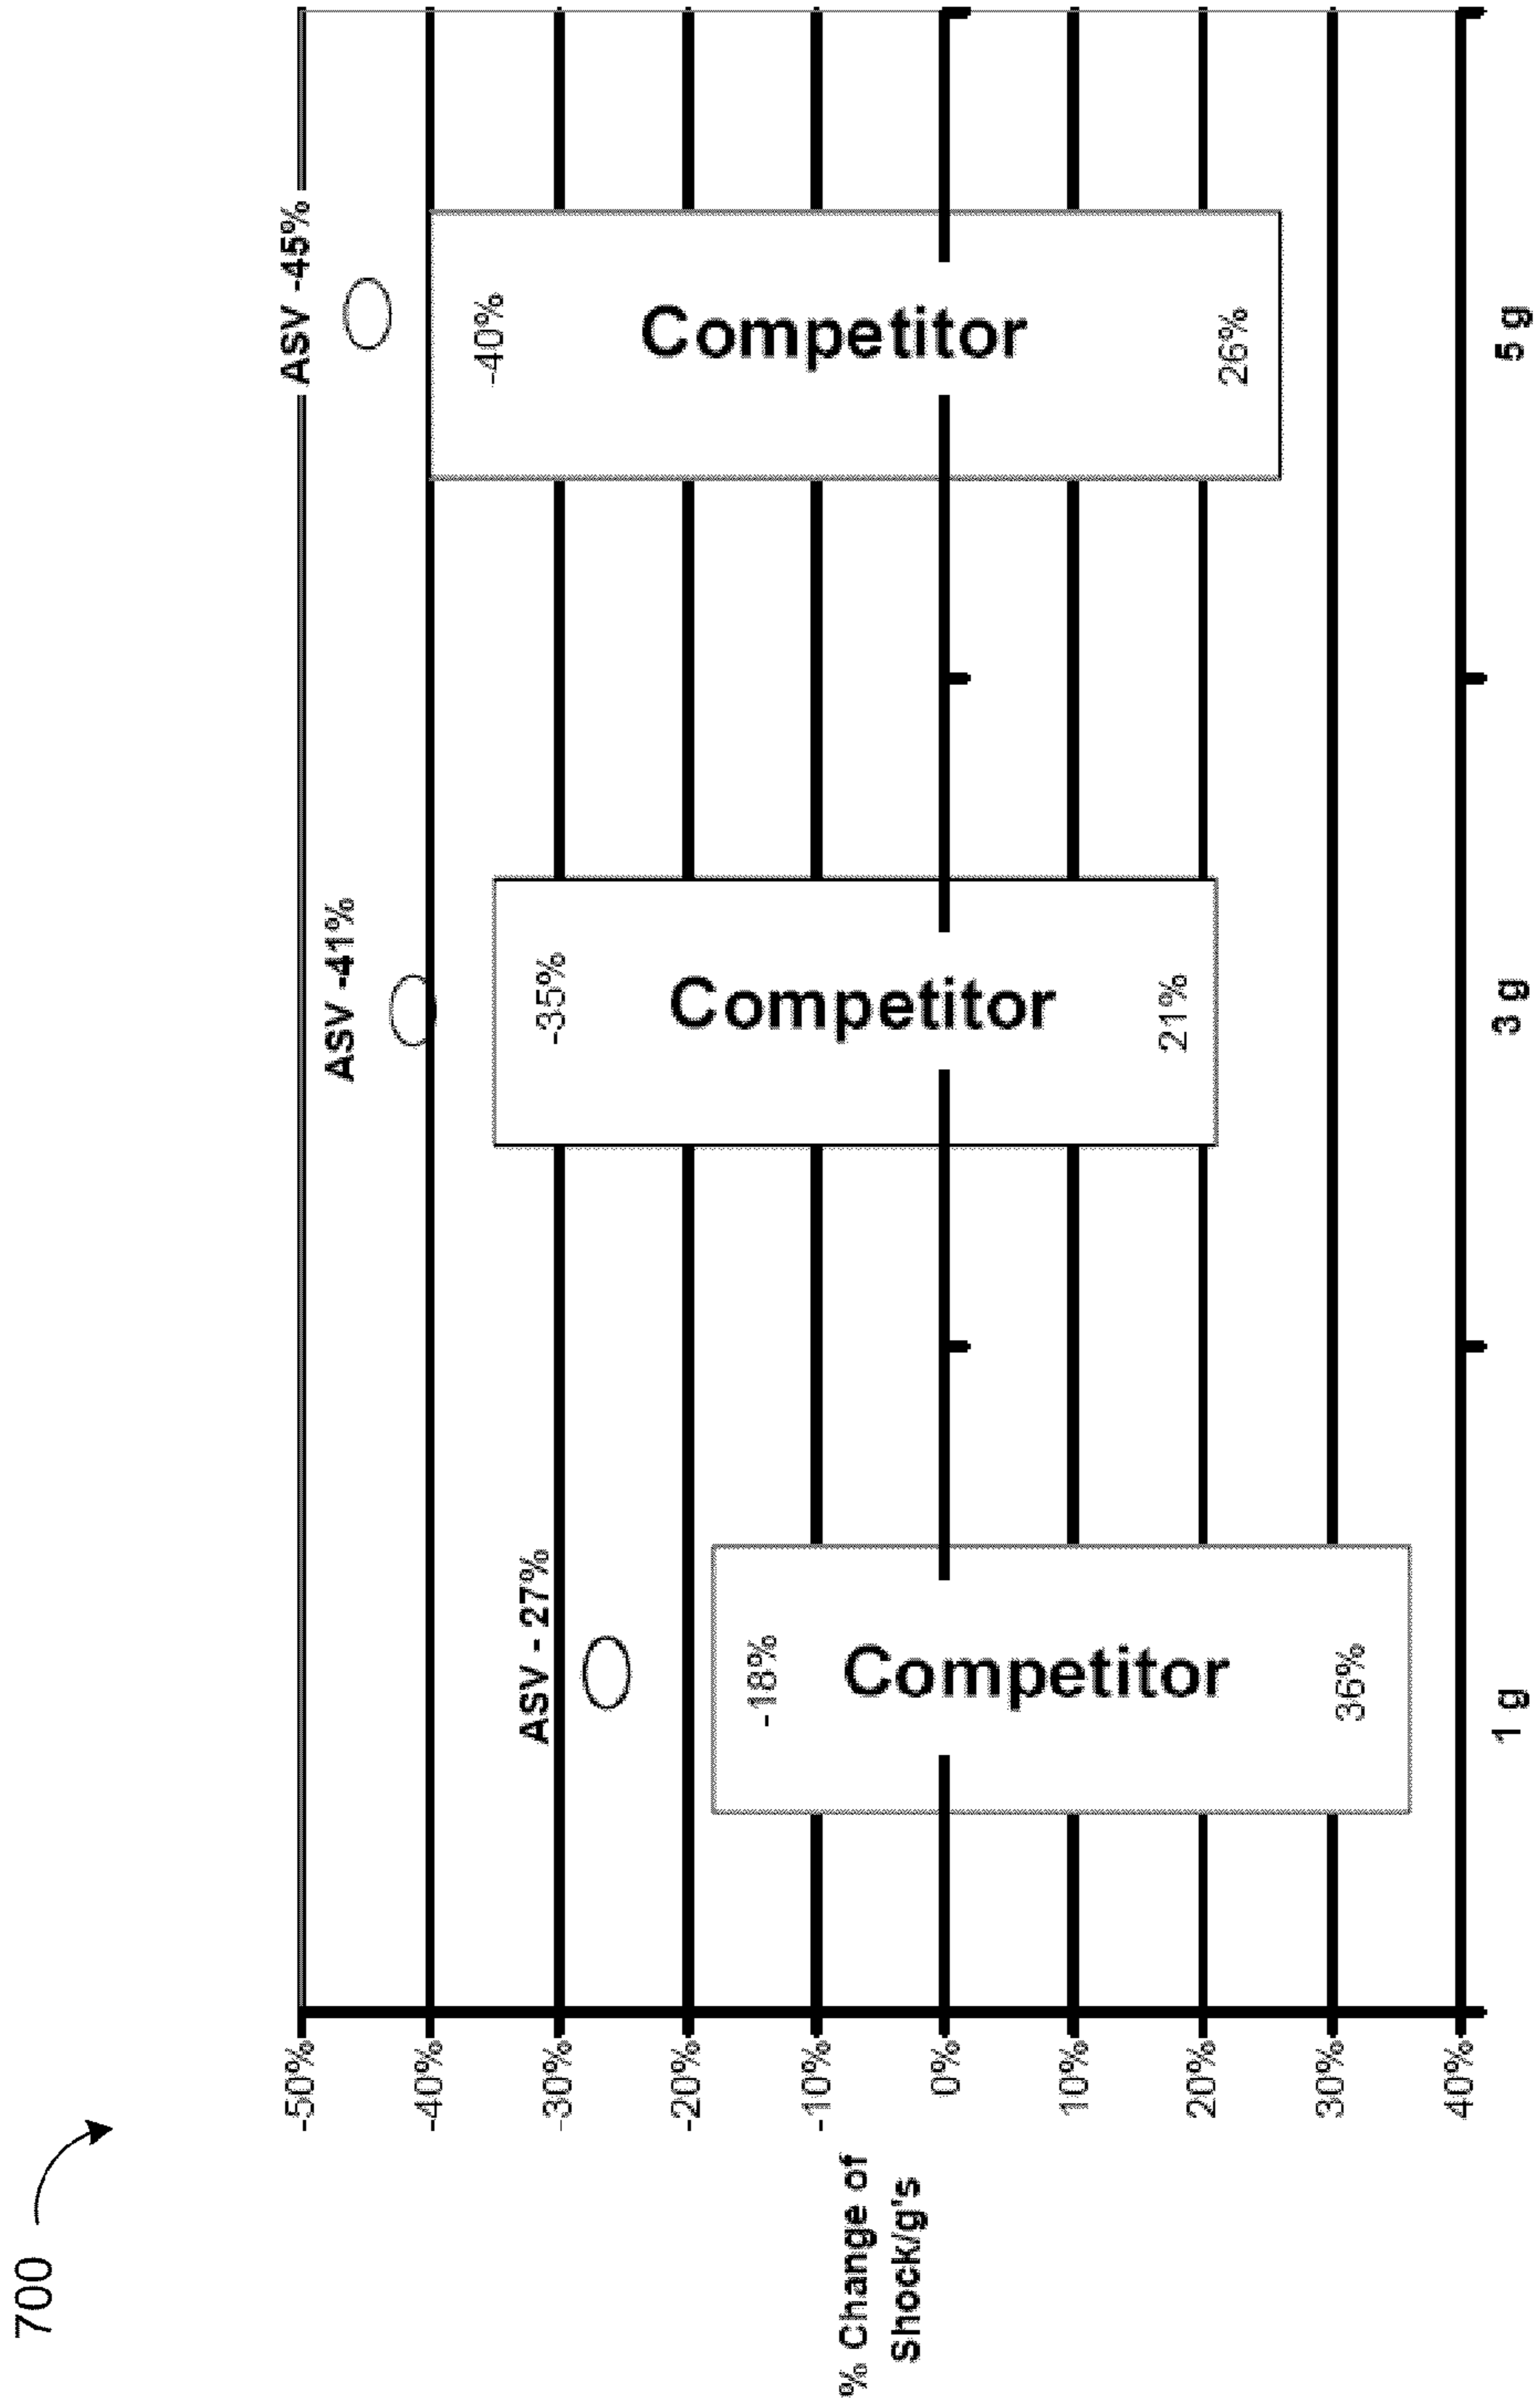 700
ASV -45%
ASV -41%
ASV - 27%
-50%
-40%
-30%
-20%
-10%
0%
10%
20%
30%
40%
% Change of
Shock/g's
-18%
Competitor
36%
-35%
Competitor
21%
-40%
Competitor
26%
1 g
3 g
5 g